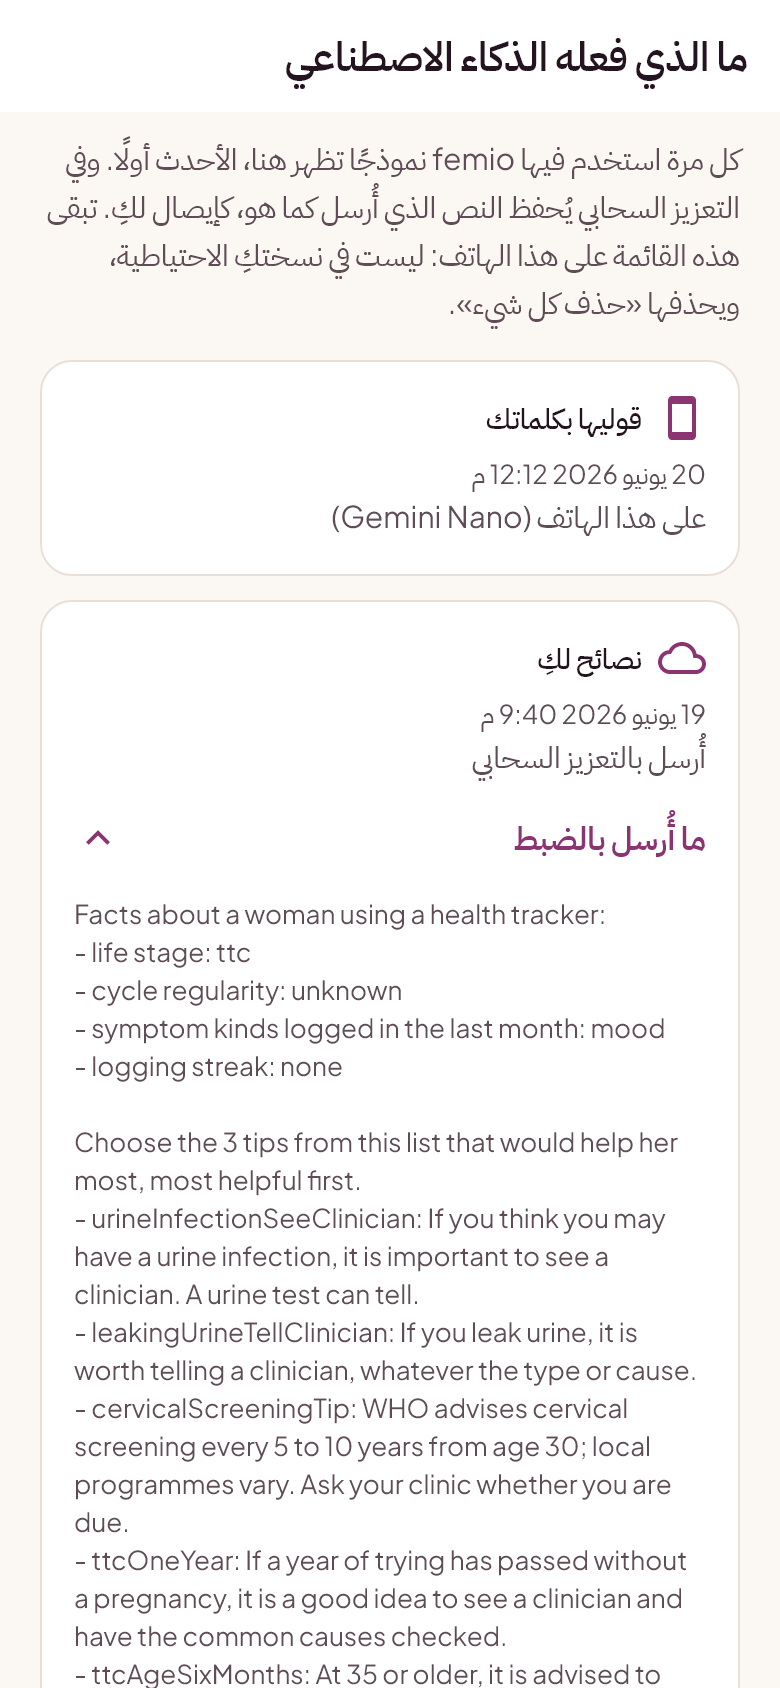 ما الذي فعله الذكاء الاصطناعي
كل مرة استخدم فيها femio نموذجًا تظهر هنا، الأحدث أولًا. وفي
التعزيز السحابي يُحفظ النص الذي أُرسل كما هو، كإيصال لكِ. تبقى
هذه القائمة على هذا الهاتف: ليست في نسختكِ الاحتياطية،
ويحذفها «حذف كل شيء».
قوليها بكلماتك
20 يونيو 2026 12:12 م
على هذا الهاتف (Gemini Nano)
نصائح لكِ
19 يونيو 2026 9:40 م
أُرسل بالتعزيز السحابي
ما أُرسل بالضبط
Facts about a woman using a health tracker:
- life stage: ttc
- cycle regularity: unknown
- symptom kinds logged in the last month: mood
- logging streak: none
Choose the 3 tips from this list that would help her
most, most helpful first.
- urineInfectionSeeClinician: If you think you may
have a urine infection, it is important to see a
clinician. A urine test can tell.
- leakingUrineTellClinician: If you leak urine, it is
worth telling a clinician, whatever the type or cause.
- cervicalScreeningTip: WHO advises cervical
screening every 5 to 10 years from age 30; local
programmes vary. Ask your clinic whether you are
due.
- ttcOneYear: If a year of trying has passed without
a pregnancy, it is a good idea to see a clinician and
have the common causes checked.
- ttcAgeSixMonths: At 35 or older, it is advised to